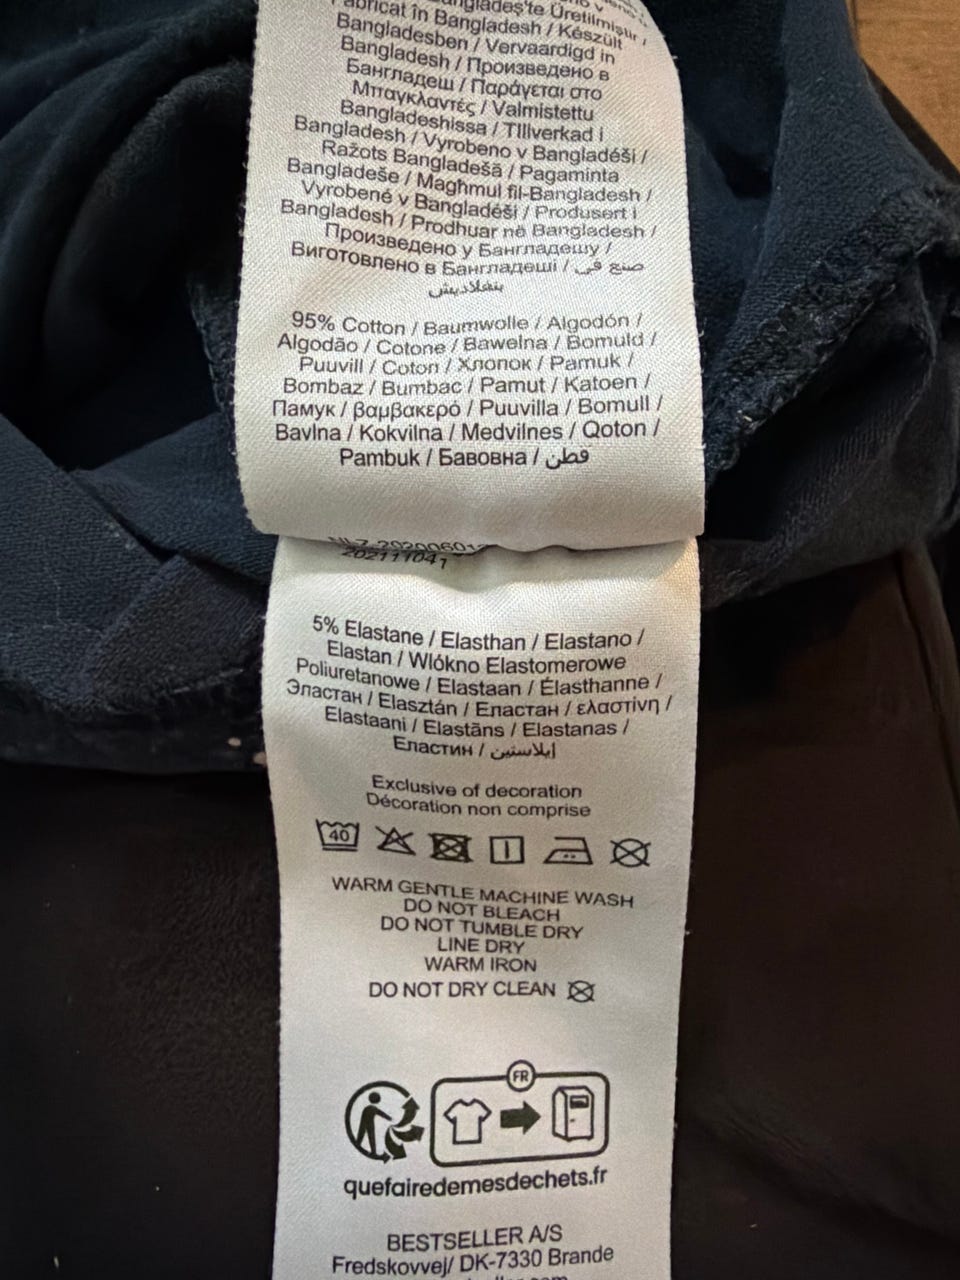 Bangladeş'te Üretilmiştir /
Fabricat în Bangladesh / Készült
Bangladesben / Vervaardigd in
Bangladesh / Произведено в
Бангладеш / Παράγεται στο
Μπαγκλαντές / Valmistettu
Bangladeshissa / Tillverkad i
Bangladesh / Vyrobeno v Bangladéši /
Ražots Bangladešā / Pagaminta
Bangladeše / Magħmul fil-Bangladesh /
Vyrobené v Bangladéši / Produsert i
Bangladesh / Prodhuar në Bangladesh /
Произведено у Бангладешу /
Виготовлено в Бангладеші / صنع في
بنغلاديش
95% Cotton / Baumwolle / Algodón /
Algodão / Cotone / Bawełna / Bomuld /
Puuvill / Coton / Хлопок / Pamuk /
Bombaz / Bumbac / Pamut / Katoen /
Памук / βαμβακερό / Puuvilla / Bomull /
Bavlna / Kokvilna / Medvilnes / Qoton /
Pambuk / Бавовна / قطن
202111041
5% Elastane / Elasthan / Elastano /
Elastan / Włókno Elastomerowe
Poliuretanowe / Elastaan / Élasthanne /
Эластан / Elasztán / Еластан / ελαστίνη /
Elastaani / Elastāns / Elastanas /
Еластин / إيلاستين
Exclusive of decoration
Décoration non comprise
40
WARM GENTLE MACHINE WASH
DO NOT BLEACH
DO NOT TUMBLE DRY
LINE DRY
WARM IRON
DO NOT DRY CLEAN
FR
quefairedemesdechets.fr
BESTSELLER A/S
Fredskovvej/ DK-7330 Brande